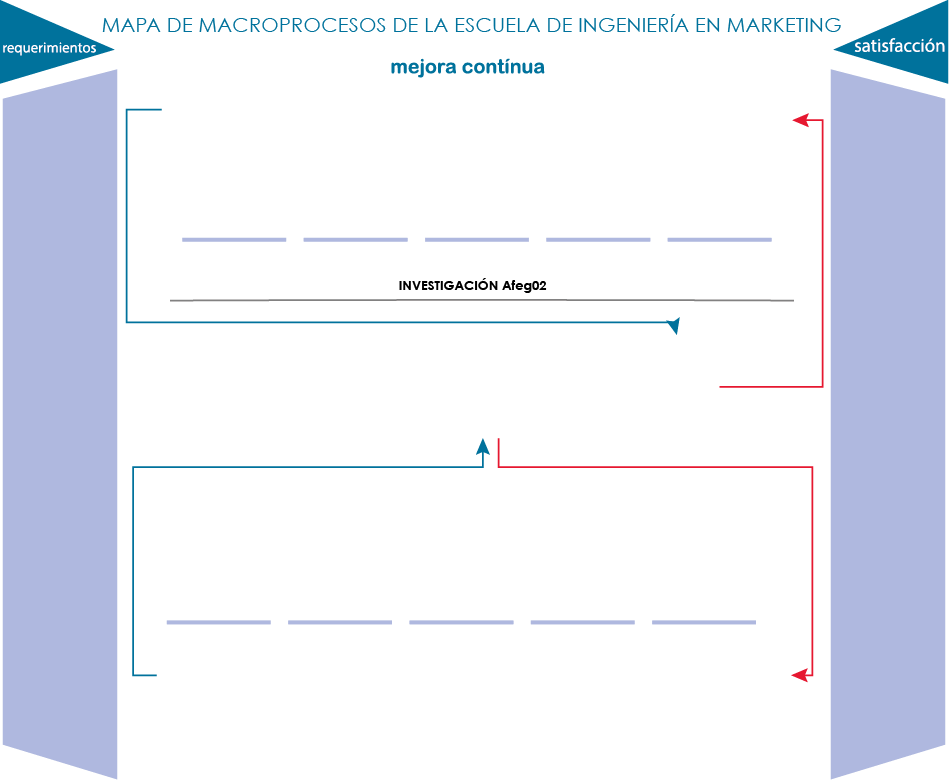 MAPA DE MACROPROCESOS DE LA ESCUELA DE INGENIERÍA EN MARKETING
requerimientos
satisfacción
mejora contínua
INVESTIGACIÓN Afeg02